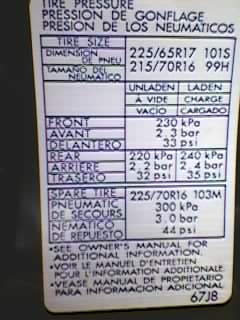 TIRE PRESSURE
PRESSION DE GONFLAGE
PRESIÓN DE LOS NEUMATICOS
TIRE SIZE
DIMENSION DE PNEU
TAMAÑO DEL NEUMATICO
225/65R17 101S
215/70R16 99H
UNLADEN LADEN
À VIDE CHARGE
VACÍO CARGADO
FRONT 230 kPa
AVANT 2.3 bar
DELANTERO 33 psi
REAR 220 kPa 240 kPa
ARRIERE 2.2 bar 2.4 bar
TRASERO 32 psi 35 psi
SPARE TIRE 225/70R16 103M
PNEUMATIC DE SECOURS 300 kPa
3.0 bar
NEMATICO DE REPUESTO 44 psi
•SEE OWNER'S MANUAL FOR
ADDITIONAL INFORMATION.
•VOIR LE MANUEL D'ENTRETIEN
POUR L'INFORMATION ADDITIONALE.
•VEASE MANUAL DE PROPIETARIO
PARA INFORMACIÓN ADICIONAL
67J8